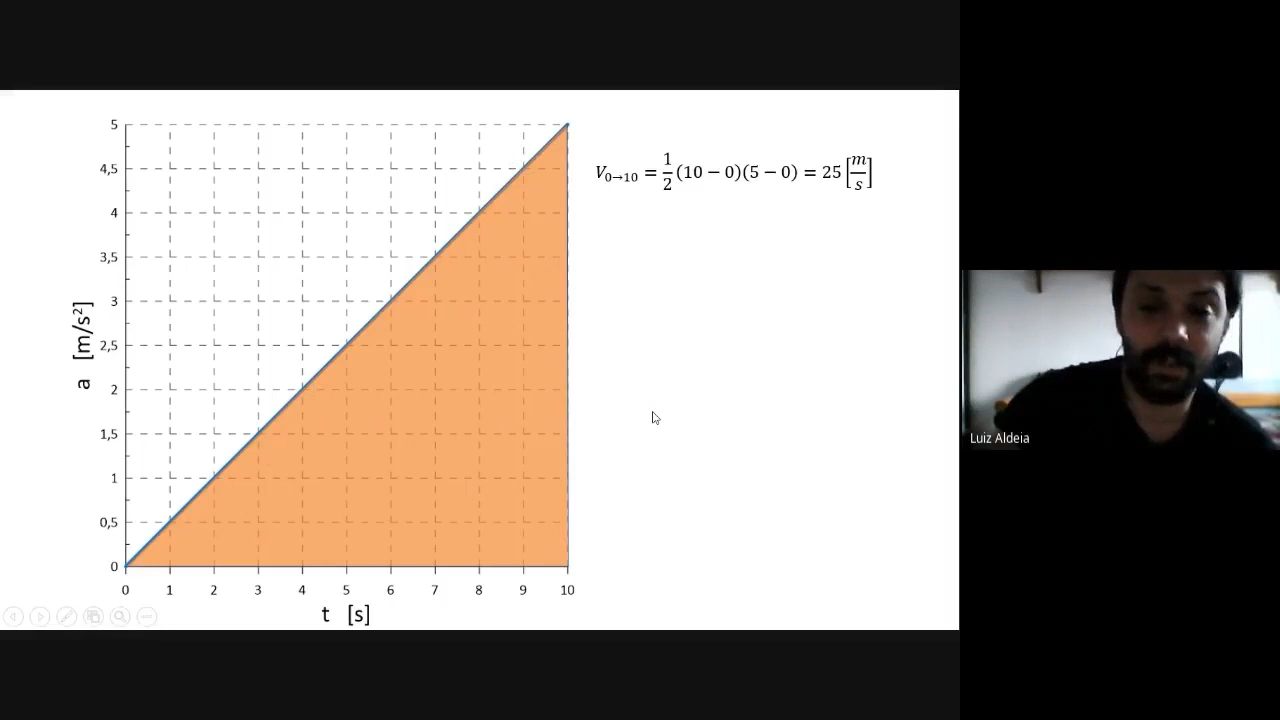 5
4,5
4
3,5
3
2,5
2
1,5
1
0,5
0
a [m/s²]
0 1 2 3 4 5 6 7 8 9 10
t [s]
V₀→₁₀ = 1/2 (10 − 0)(5 − 0) = 25 [m/s]
Luiz Aldeia